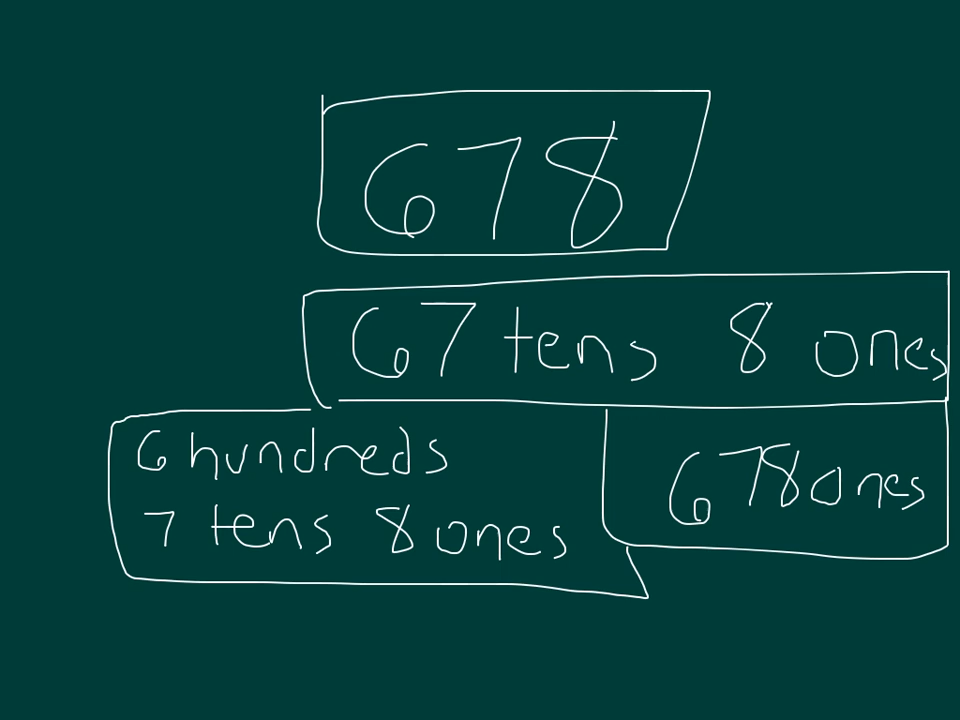 678
67 tens 8 ones
6 hundreds
7 tens 8 ones
678 ones